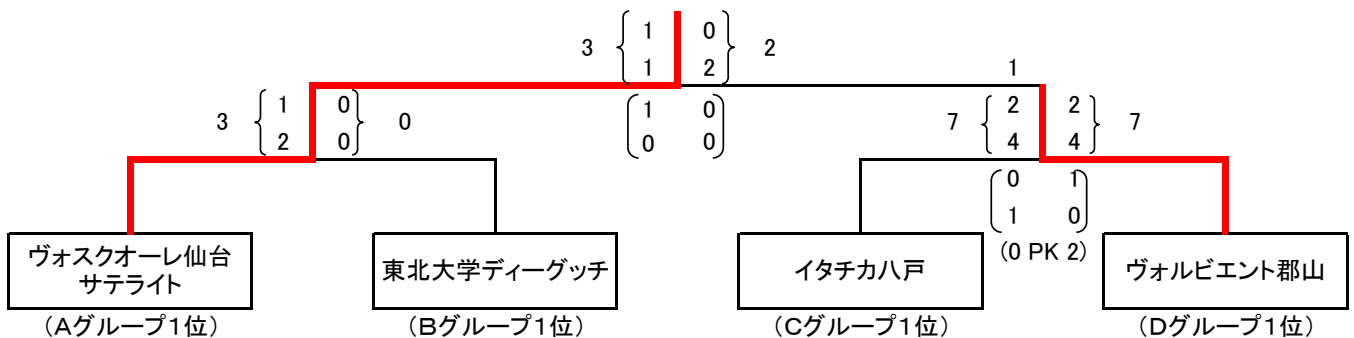 3 1 0 2
1 2 1
1 0
0 0
3 1 0 0
2 0
7 2 2 7
4 4
0 1
1 0
(0 PK 2)
ヴォスクオーレ仙台
サテライト
東北大学ディーグッチ
イタチカ八戸
ヴォルビエント郡山
(Aグループ1位)
(Bグループ1位)
(Cグループ1位)
(Dグループ1位)